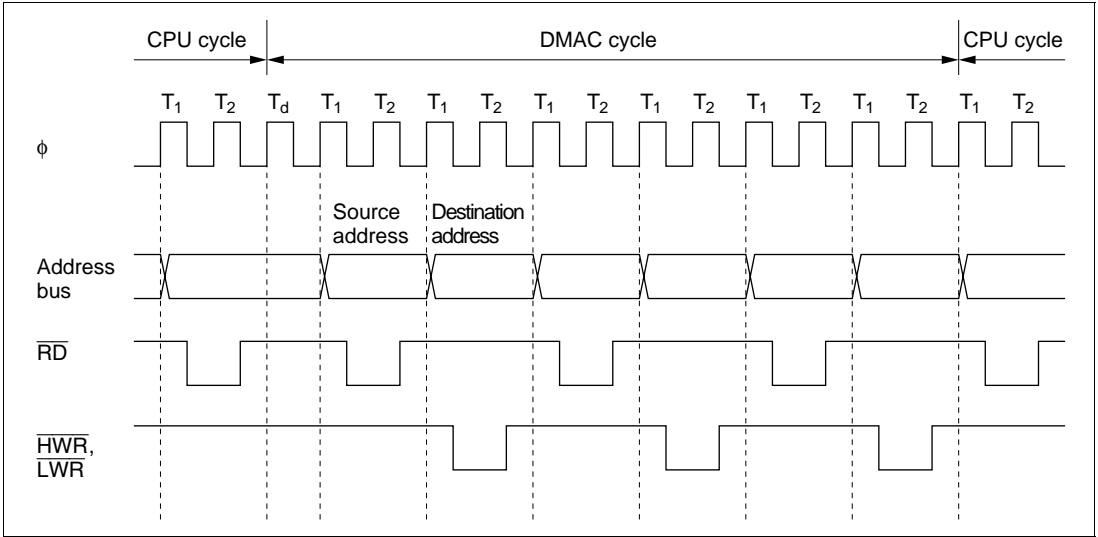 CPU cycle DMAC cycle CPU cycle
T1 T2 Td T1 T2 T1 T2 T1 T2 T1 T2 T1 T2 T1 T2 T1 T2
ϕ
Source address
Destination address
Address bus
RD
HWR,
LWR